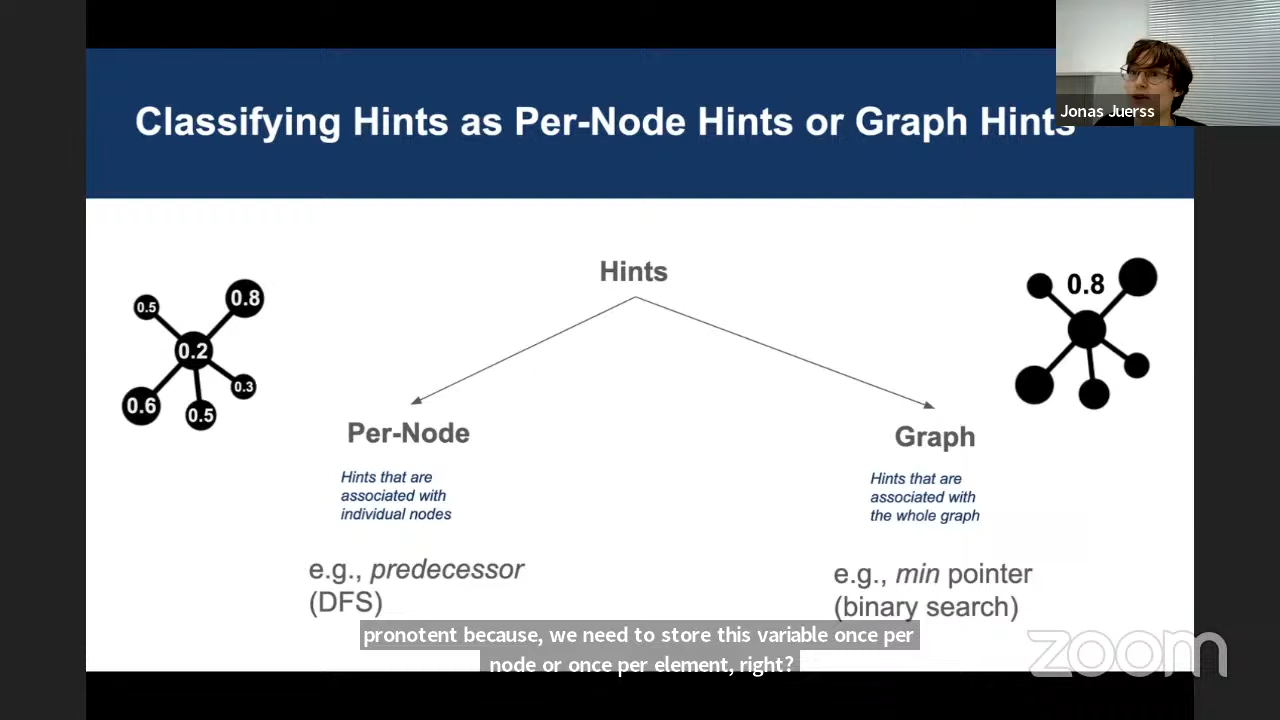 Classifying Hints as Per-Node Hints or Graph Hints
Jonas Juerss
Hints
0.5
0.8
0.2
0.3
0.6
0.5
0.8
Per-Node
Hints that are
associated with
individual nodes
e.g., predecessor
(DFS)
Graph
Hints that are
associated with
the whole graph
e.g., min pointer
(binary search)
pronotent because, we need to store this variable once per
node or once per element, right?
zoom